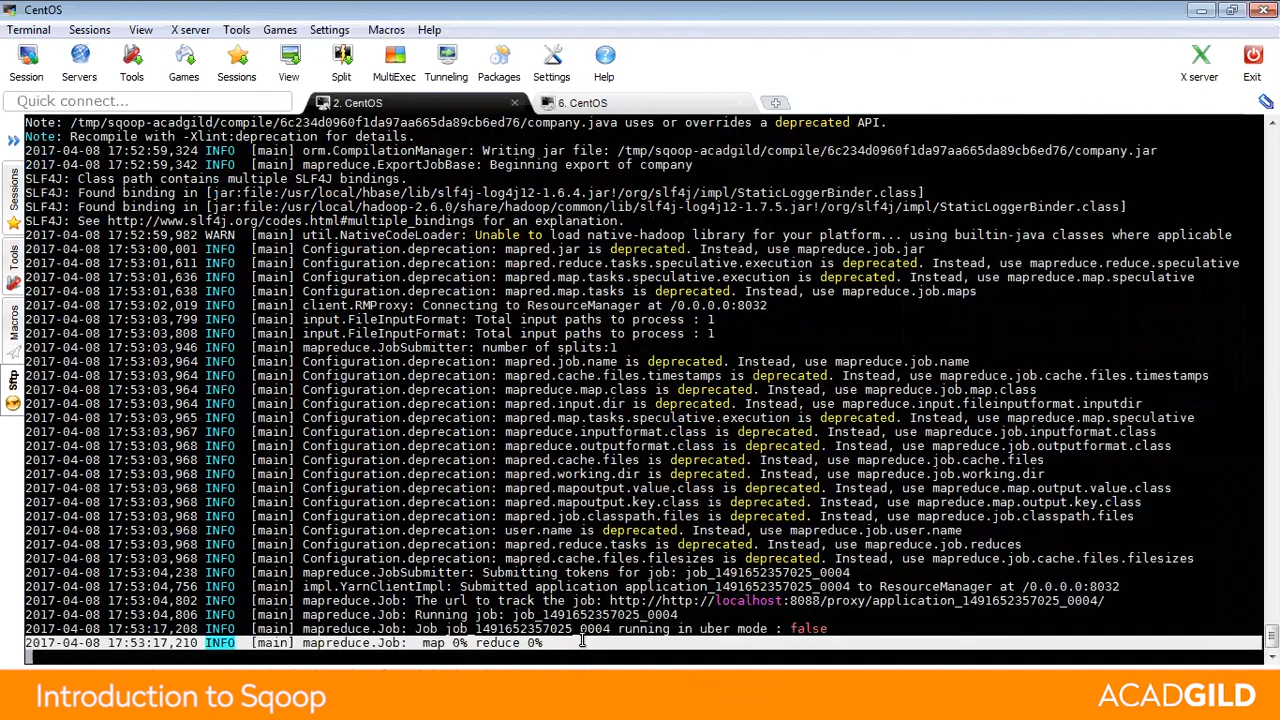 CentOS
Terminal Sessions View X server Tools Games Settings Macros Help
Session Servers Tools Games Sessions View Split MultiExec Tunneling Packages Settings Help X server Exit
Quick connect...
2. CentOS
6. CentOS
Sessions
Tools
Macros
Sftp
Note: /tmp/sqoop-acadgild/compile/6c234d0960f1da97aa665da89cb6ed76/company.java uses or overrides a deprecated API.
Note: Recompile with -Xlint:deprecation for details.
2017-04-08 17:52:59,324 INFO [main] orm.CompilationManager: Writing jar file: /tmp/sqoop-acadgild/compile/6c234d0960f1da97aa665da89cb6ed76/company.jar
2017-04-08 17:52:59,342 INFO [main] mapreduce.ExportJobBase: Beginning export of company
SLF4J: Class path contains multiple SLF4J bindings.
SLF4J: Found binding in [jar:file:/usr/local/hbase/lib/slf4j-log4j12-1.6.4.jar!/org/slf4j/impl/StaticLoggerBinder.class]
SLF4J: Found binding in [jar:file:/usr/local/hadoop-2.6.0/share/hadoop/common/lib/slf4j-log4j12-1.7.5.jar!/org/slf4j/impl/StaticLoggerBinder.class]
SLF4J: See http://www.slf4j.org/codes.html#multiple_bindings for an explanation.
2017-04-08 17:52:59,982 WARN [main] util.NativeCodeLoader: Unable to load native-hadoop library for your platform... using builtin-java classes where applicable
2017-04-08 17:53:00,001 INFO [main] Configuration.deprecation: mapred.jar is deprecated. Instead, use mapreduce.job.jar
2017-04-08 17:53:01,611 INFO [main] Configuration.deprecation: mapred.reduce.tasks.speculative.execution is deprecated. Instead, use mapreduce.reduce.speculative
2017-04-08 17:53:01,636 INFO [main] Configuration.deprecation: mapred.map.tasks.speculative.execution is deprecated. Instead, use mapreduce.map.speculative
2017-04-08 17:53:01,638 INFO [main] Configuration.deprecation: mapred.map.tasks is deprecated. Instead, use mapreduce.job.maps
2017-04-08 17:53:02,019 INFO [main] client.RMProxy: Connecting to ResourceManager at /0.0.0.0:8032
2017-04-08 17:53:03,799 INFO [main] input.FileInputFormat: Total input paths to process : 1
2017-04-08 17:53:03,808 INFO [main] input.FileInputFormat: Total input paths to process : 1
2017-04-08 17:53:03,946 INFO [main] mapreduce.JobSubmitter: number of splits:1
2017-04-08 17:53:03,964 INFO [main] Configuration.deprecation: mapred.job.name is deprecated. Instead, use mapreduce.job.name
2017-04-08 17:53:03,964 INFO [main] Configuration.deprecation: mapred.cache.files.timestamps is deprecated. Instead, use mapreduce.job.cache.files.timestamps
2017-04-08 17:53:03,964 INFO [main] Configuration.deprecation: mapreduce.map.class is deprecated. Instead, use mapreduce.job.map.class
2017-04-08 17:53:03,964 INFO [main] Configuration.deprecation: mapred.input.dir is deprecated. Instead, use mapreduce.input.fileinputformat.inputdir
2017-04-08 17:53:03,964 INFO [main] Configuration.deprecation: mapred.map.tasks.speculative.execution is deprecated. Instead, use mapreduce.map.speculative
2017-04-08 17:53:03,967 INFO [main] Configuration.deprecation: mapreduce.inputformat.class is deprecated. Instead, use mapreduce.job.inputformat.class
2017-04-08 17:53:03,968 INFO [main] Configuration.deprecation: mapreduce.outputformat.class is deprecated. Instead, use mapreduce.job.outputformat.class
2017-04-08 17:53:03,968 INFO [main] Configuration.deprecation: mapred.cache.files is deprecated. Instead, use mapreduce.job.cache.files
2017-04-08 17:53:03,968 INFO [main] Configuration.deprecation: mapred.working.dir is deprecated. Instead, use mapreduce.job.working.dir
2017-04-08 17:53:03,968 INFO [main] Configuration.deprecation: mapred.mapoutput.value.class is deprecated. Instead, use mapreduce.map.output.value.class
2017-04-08 17:53:03,968 INFO [main] Configuration.deprecation: mapred.mapoutput.key.class is deprecated. Instead, use mapreduce.map.output.key.class
2017-04-08 17:53:03,968 INFO [main] Configuration.deprecation: mapred.job.classpath.files is deprecated. Instead, use mapreduce.job.classpath.files
2017-04-08 17:53:03,968 INFO [main] Configuration.deprecation: user.name is deprecated. Instead, use mapreduce.job.user.name
2017-04-08 17:53:03,968 INFO [main] Configuration.deprecation: mapred.reduce.tasks is deprecated. Instead, use mapreduce.job.reduces
2017-04-08 17:53:03,968 INFO [main] Configuration.deprecation: mapred.cache.files.filesizes is deprecated. Instead, use mapreduce.job.cache.files.filesizes
2017-04-08 17:53:04,238 INFO [main] mapreduce.JobSubmitter: Submitting tokens for job: job_1491652357025_0004
2017-04-08 17:53:04,756 INFO [main] impl.YarnClientImpl: Submitted application application_1491652357025_0004 to ResourceManager at /0.0.0.0:8032
2017-04-08 17:53:04,802 INFO [main] mapreduce.Job: The url to track the job: http://http://localhost:8088/proxy/application_1491652357025_0004/
2017-04-08 17:53:04,806 INFO [main] mapreduce.Job: Running job: job_1491652357025_0004
2017-04-08 17:53:17,208 INFO [main] mapreduce.Job: Job job_1491652357025_0004 running in uber mode : false
2017-04-08 17:53:17,210 INFO [main] mapreduce.Job: map 0% reduce 0%
Introduction to Sqoop
ACADGILD